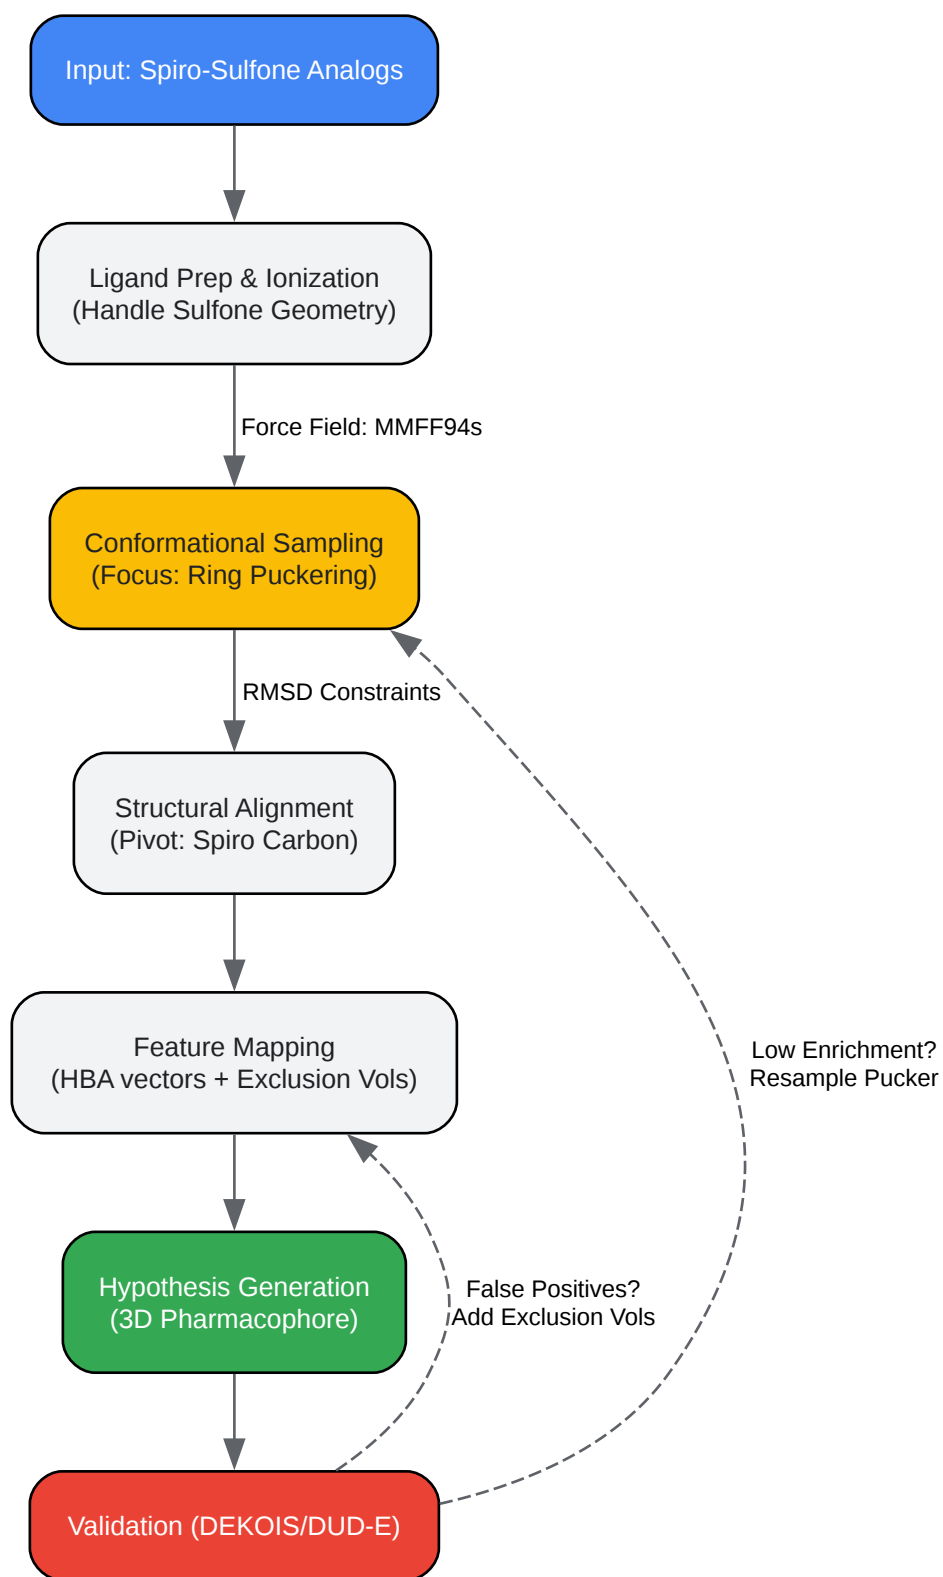 Input: Spiro-Sulfone Analogs
Ligand Prep & Ionization
(Handle Sulfone Geometry)
Force Field: MMFF94s
Conformational Sampling
(Focus: Ring Puckering)
RMSD Constraints
Structural Alignment
(Pivot: Spiro Carbon)
Feature Mapping
(HBA vectors + Exclusion Vols)
Low Enrichment?
Resample Pucker
Hypothesis Generation
(3D Pharmacophore)
False Positives?
Add Exclusion Vols
Validation (DEKOIS/DUD-E)